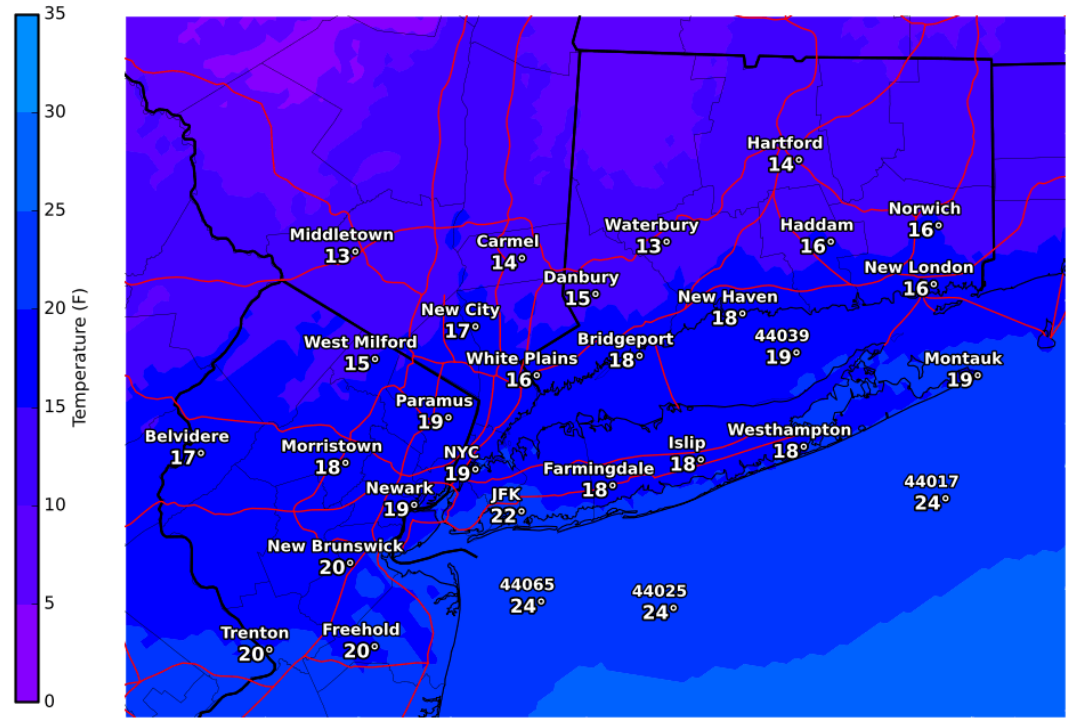 35
30
25
20
15
10
5
0
Temperature (F)
Hartford
14°
Norwich
16°
Waterbury
13°
Haddam
16°
Middletown
13°
Carmel
14°
New London
16°
Danbury
15°
New Haven
18°
New City
17°
44039
19°
Bridgeport
18°
West Milford
15°
White Plains
16°
Montauk
19°
Paramus
19°
Westhampton
18°
Belvidere
17°
Islip
18°
Morristown
18°
NYC
19°
Farmingdale
18°
44017
24°
Newark
19°
JFK
22°
New Brunswick
20°
44065
24°
44025
24°
Freehold
20°
Trenton
20°